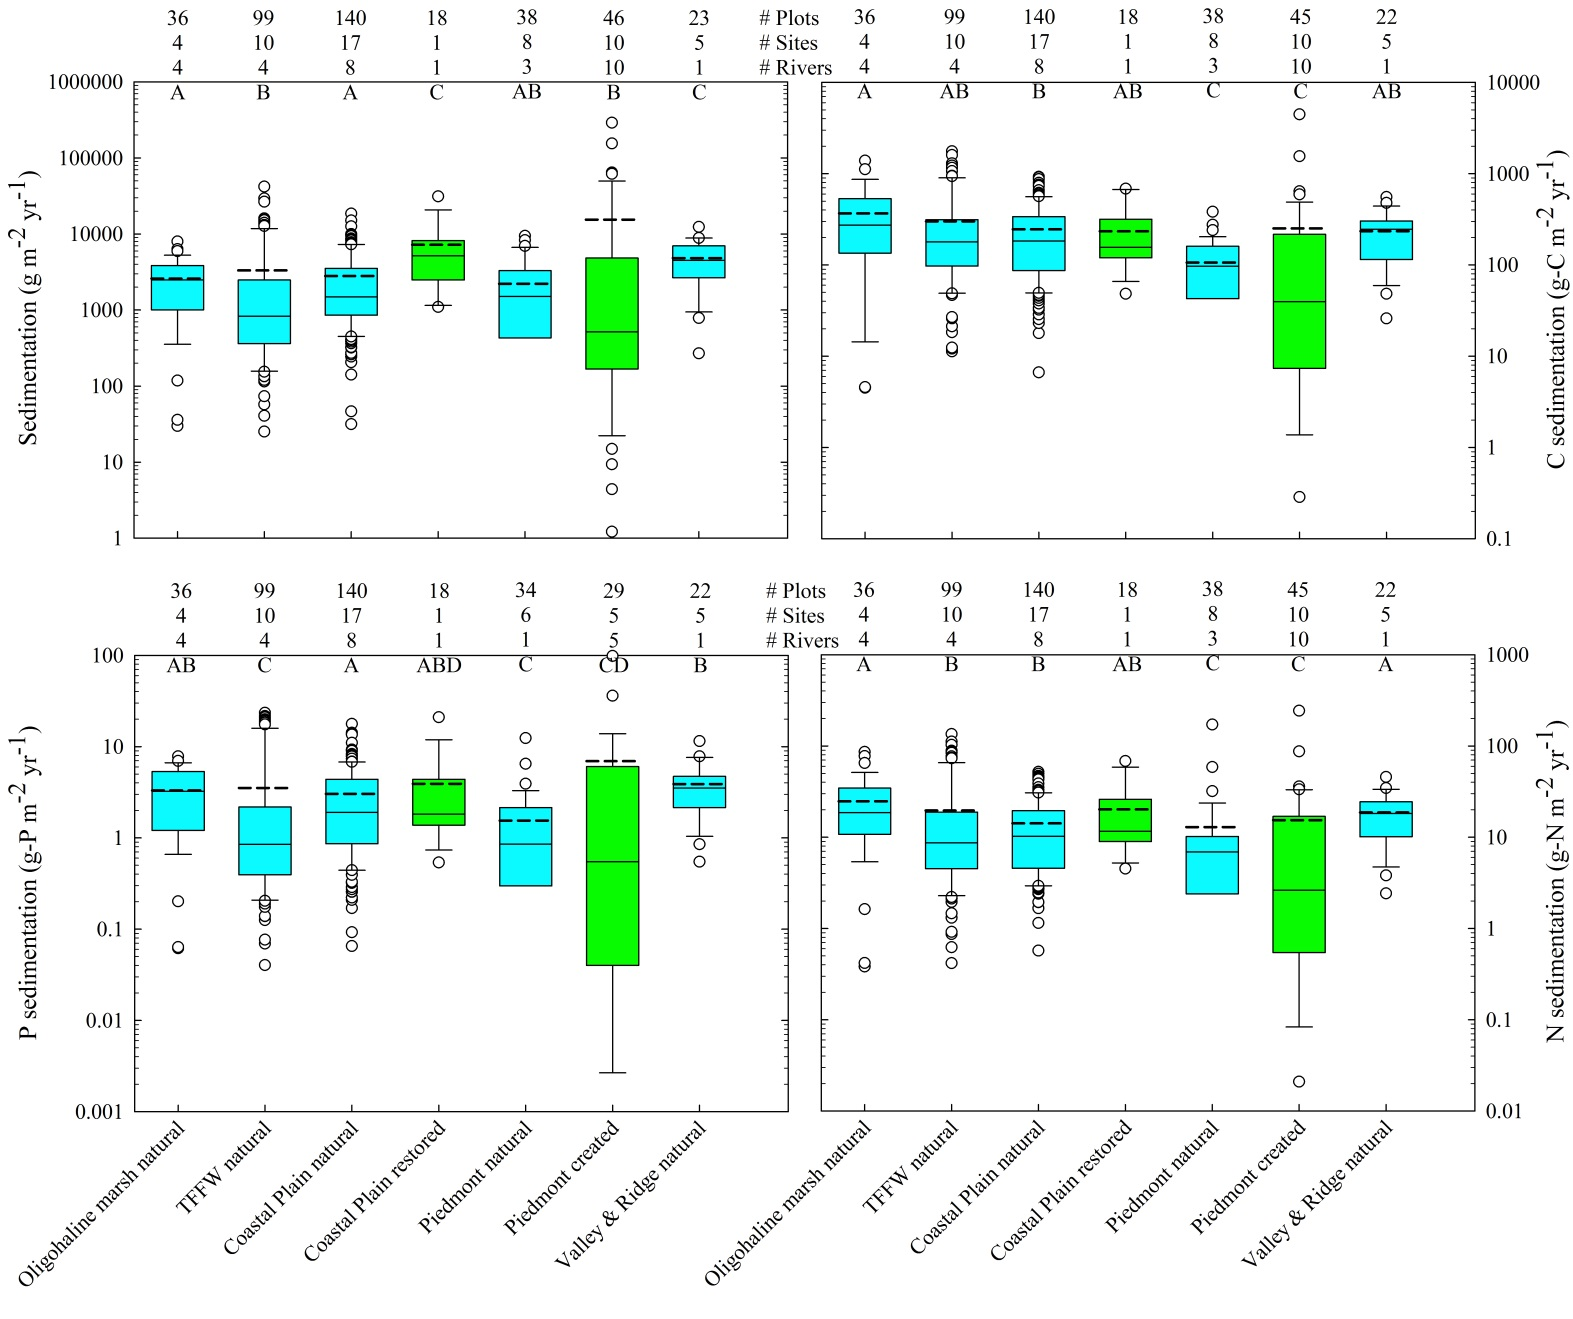 36 99 140 18 38 46 23 # Plots 36 99 140 18 38 45 22
4 10 17 1 8 10 5 # Sites 4 10 17 1 8 10 5
4 4 8 1 3 10 1 # Rivers 4 4 8 1 3 10 1
1000000 10000
A B A C AB B C A AB B AB C C AB
100000
1000
10000
1000
100
100
10
10
1
1 0.1
Sedimentation (g m-2 yr-1)
C sedimentation (g-C m-2 yr-1)
36 99 140 18 34 29 22 # Plots 36 99 140 18 38 45 22
4 10 17 1 6 5 5 # Sites 4 10 17 1 8 10 5
4 4 8 1 1 5 1 # Rivers 4 4 8 1 3 10 1
100 1000
AB C A ABD C CD B A B B AB C C A
10 100
1 10
0.1 1
0.01 0.1
0.001 0.01
P sedimentation (g-P m-2 yr-1)
N sedimentation (g-N m-2 yr-1)
Oligohaline marsh natural
TFFW natural
Coastal Plain natural
Coastal Plain restored
Piedmont natural
Piedmont created
Valley & Ridge natural
Oligohaline marsh natural
TFFW natural
Coastal Plain natural
Coastal Plain restored
Piedmont natural
Piedmont created
Valley & Ridge natural